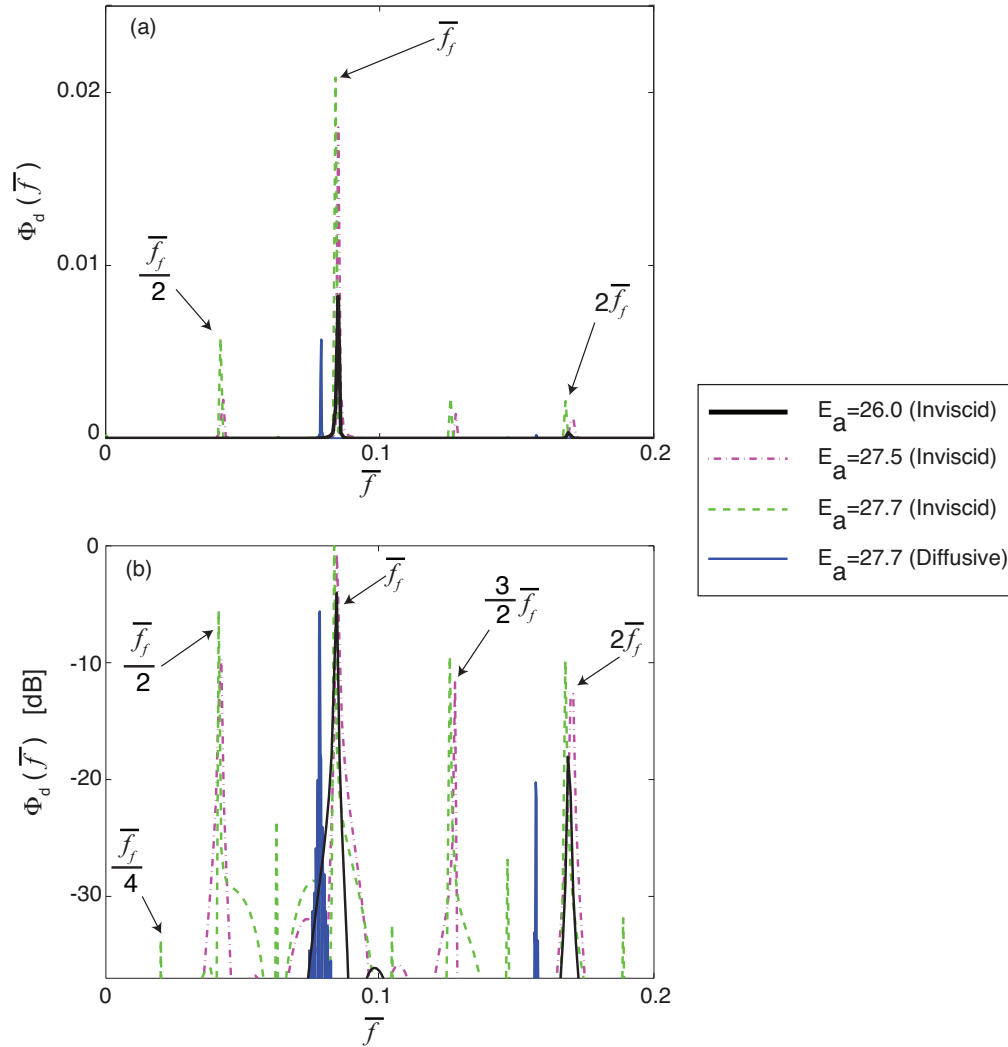 (a)
f̅_f
0.02
Φ_d (f̅)
0.01
f̅_f/2
2f̅_f
0
0 0.1 0.2
f̅
E_a=26.0 (Inviscid)
E_a=27.5 (Inviscid)
E_a=27.7 (Inviscid)
E_a=27.7 (Diffusive)
(b)
0
f̅_f
3/2 f̅_f
2f̅_f
f̅_f/2
-10
Φ_d (f̅) [dB]
-20
f̅_f/4
-30
0 0.1 0.2
f̅